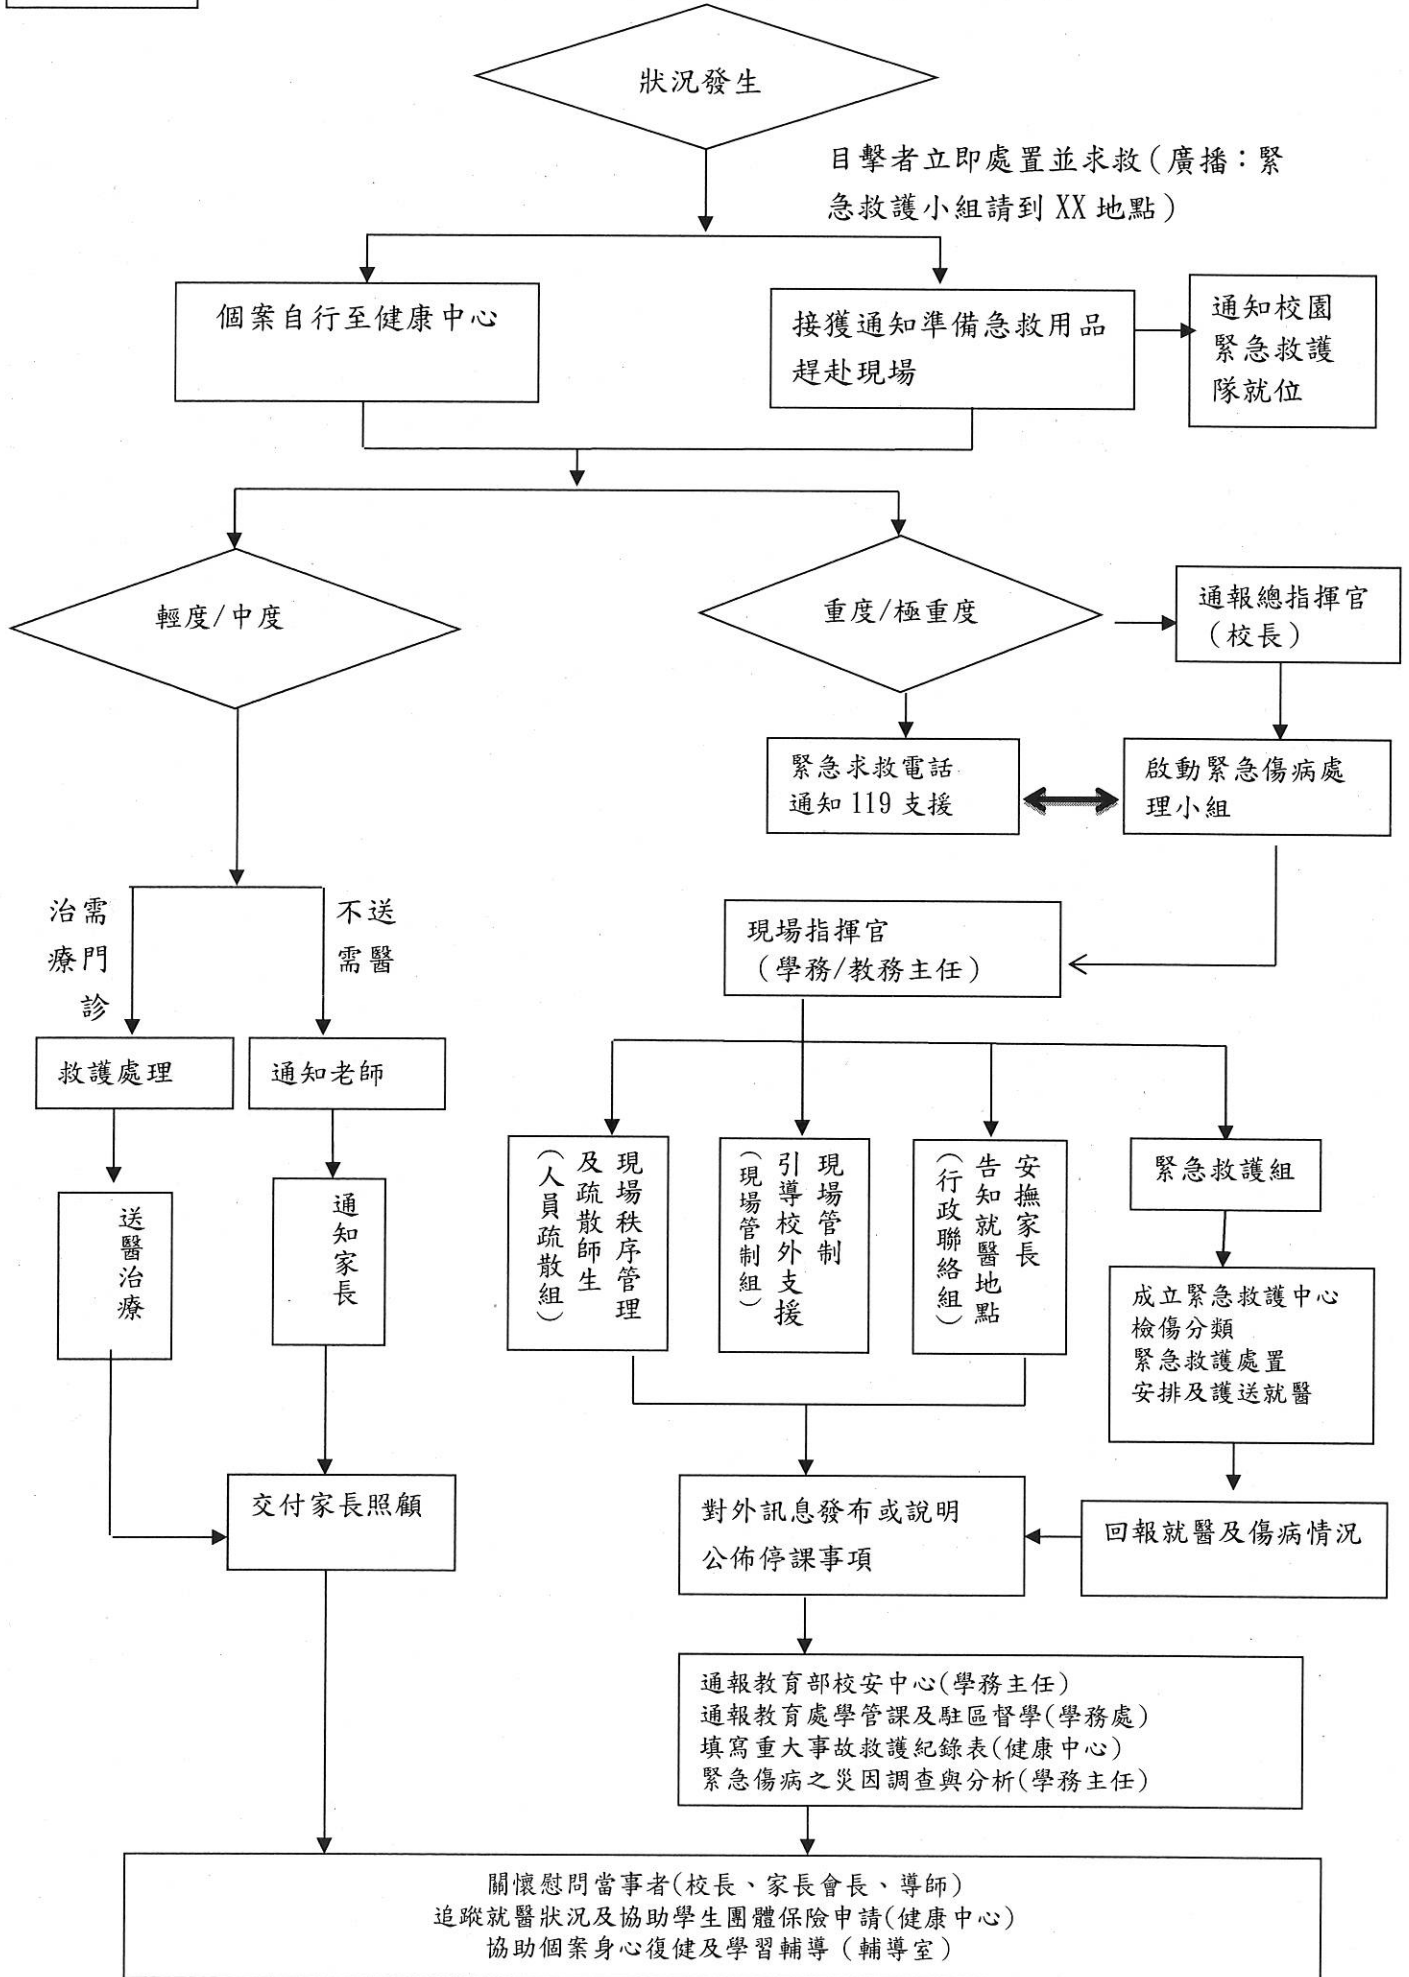 狀況發生
目擊者立即處置並求救(廣播：緊
急救護小組請到 XX 地點)
個案自行至健康中心
接獲通知準備急救用品
趕赴現場
通知校園
緊急救護
隊就位
輕度/中度
重度/極重度
通報總指揮官
(校長)
緊急求救電話
通知 119 支援
啟動緊急傷病處
理小組
需門診
治療
送醫
不需
現場指揮官
(學務/教務主任)
救護處理
通知老師
送醫治療
通知家長
現場秩序管理
及疏散師生
(人員疏散組)
現場管制
引導校外支援
(現場管制組)
安撫家長
告知就醫地點
(行政聯絡組)
緊急救護組
成立緊急救護中心
檢傷分類
緊急救護處置
安排及護送就醫
交付家長照顧
對外訊息發布或說明
公佈停課事項
回報就醫及傷病情況
通報教育部校安中心(學務主任)
通報教育處學管課及駐區督學(學務處)
填寫重大事故救護紀錄表(健康中心)
緊急傷病之災因調查與分析(學務主任)
關懷慰問當事者(校長、家長會長、導師)
追蹤就醫狀況及協助學生團體保險申請(健康中心)
協助個案身心復健及學習輔導（輔導室）